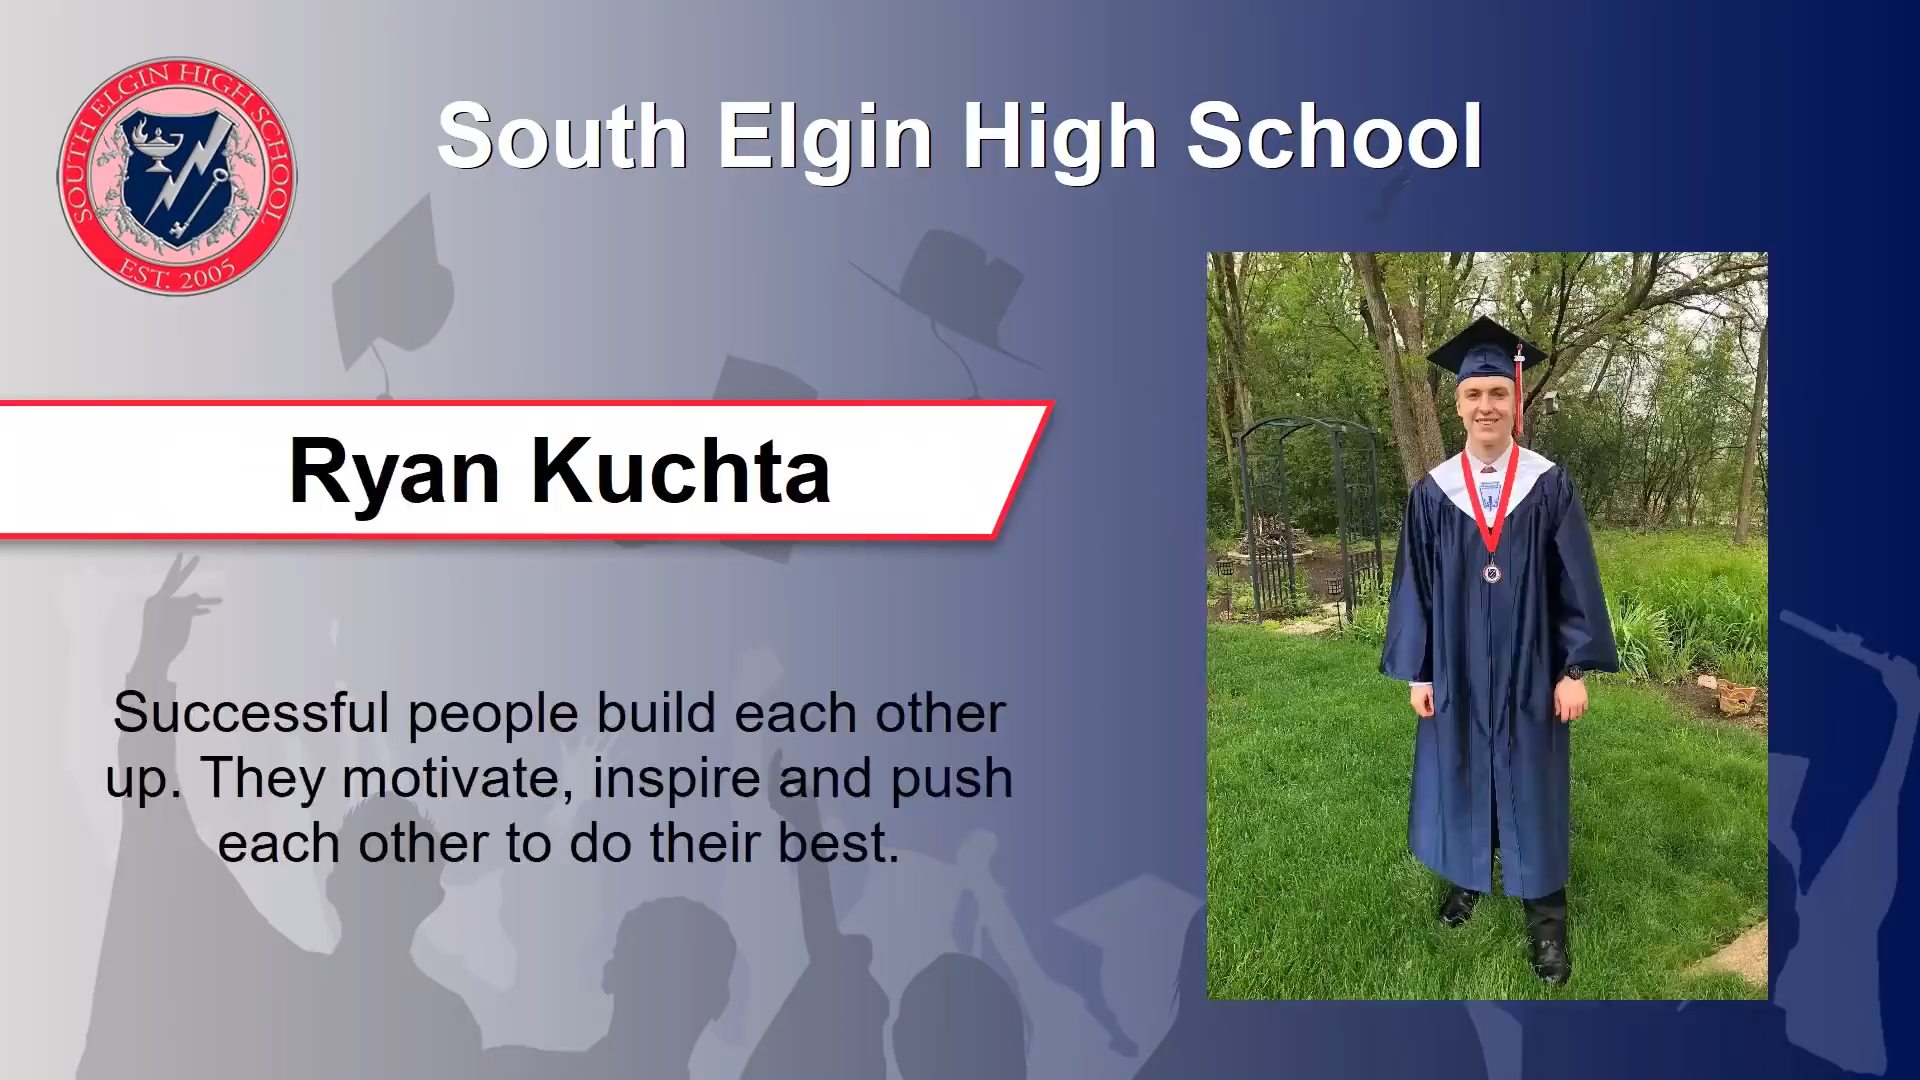 SOUTH ELGIN HIGH SCHOOL
EST. 2005
South Elgin High School
Ryan Kuchta
Successful people build each other
up. They motivate, inspire and push
each other to do their best.